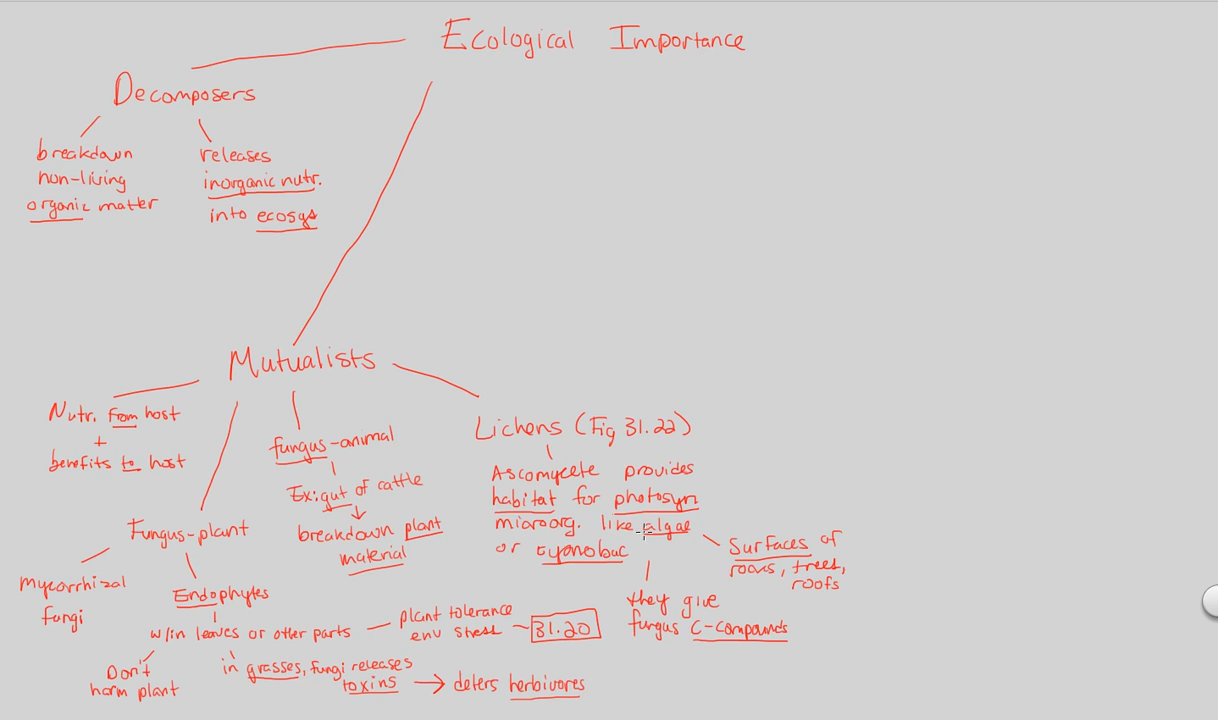 Ecological Importance
Decomposers
breakdown
non-living
organic matter
releases
inorganic nutr.
into ecosys
Mutualists
Nutr. from host
+
benefits to host
fungus-animal
Ex: gut of cattle
breakdown plant
material
Lichens (Fig 31.22)
Ascomycete provides
habitat for photosyn
microorg. like algae
or cyanobac
Surfaces of
rocks, trees,
roofs
they give
fungus C-compounds
Fungus-plant
mycorrhizal
fungi
Endophytes
w/in leaves or other parts
plant tolerance
env stress
31.20
Don't
harm plant
in grasses, fungi releases
toxins → deters herbivores